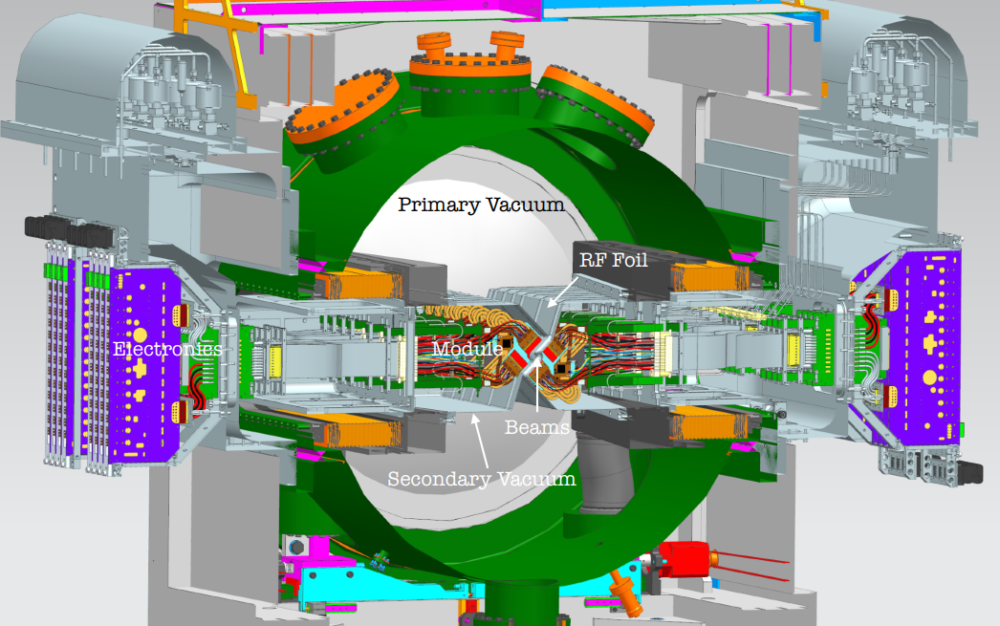 Primary Vacuum
RF Foil
Electronics
Module
Beams
Secondary Vacuum